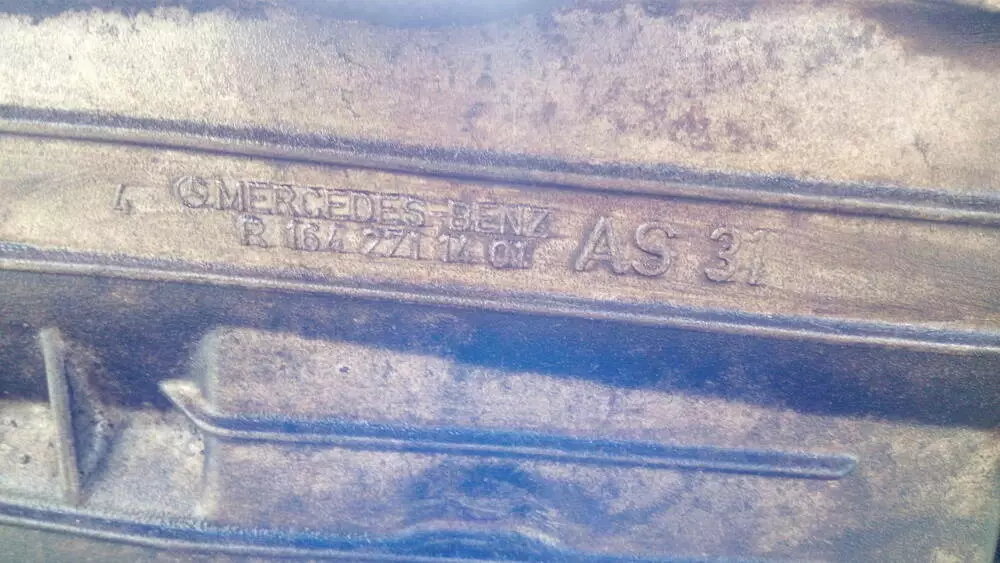 MERCEDES-BENZ
R 164 271 14 01 AS 31